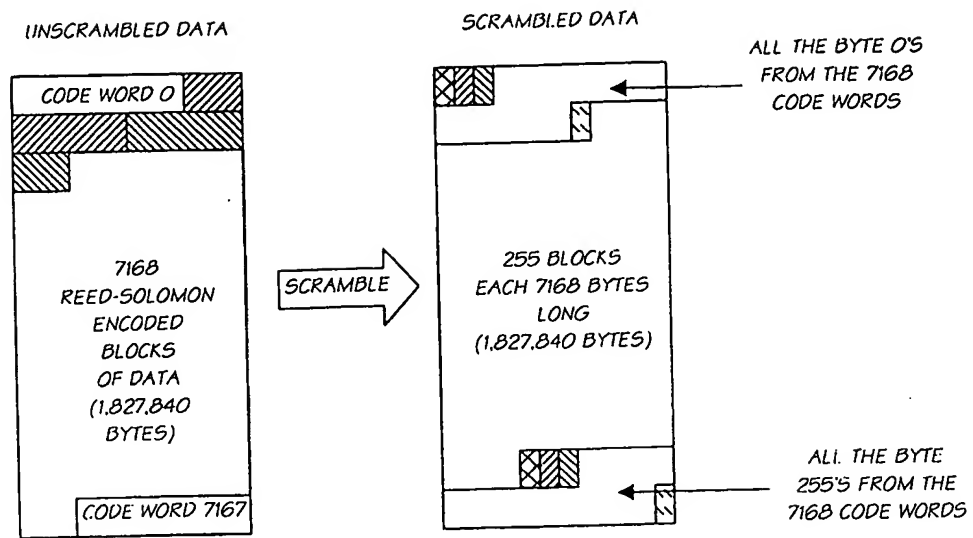 UNSCRAMBLED DATA
CODE WORD 0
7168
REED-SOLOMON
ENCODED
BLOCKS
OF DATA
(1,827,840
BYTES)
CODE WORD 7167
SCRAMBLE
SCRAMBLED DATA
255 BLOCKS
EACH 7168 BYTES
LONG
(1,827,840 BYTES)
ALL THE BYTE 0'S
FROM THE 7168
CODE WORDS
ALL THE BYTE
255'S FROM THE
7168 CODE WORDS